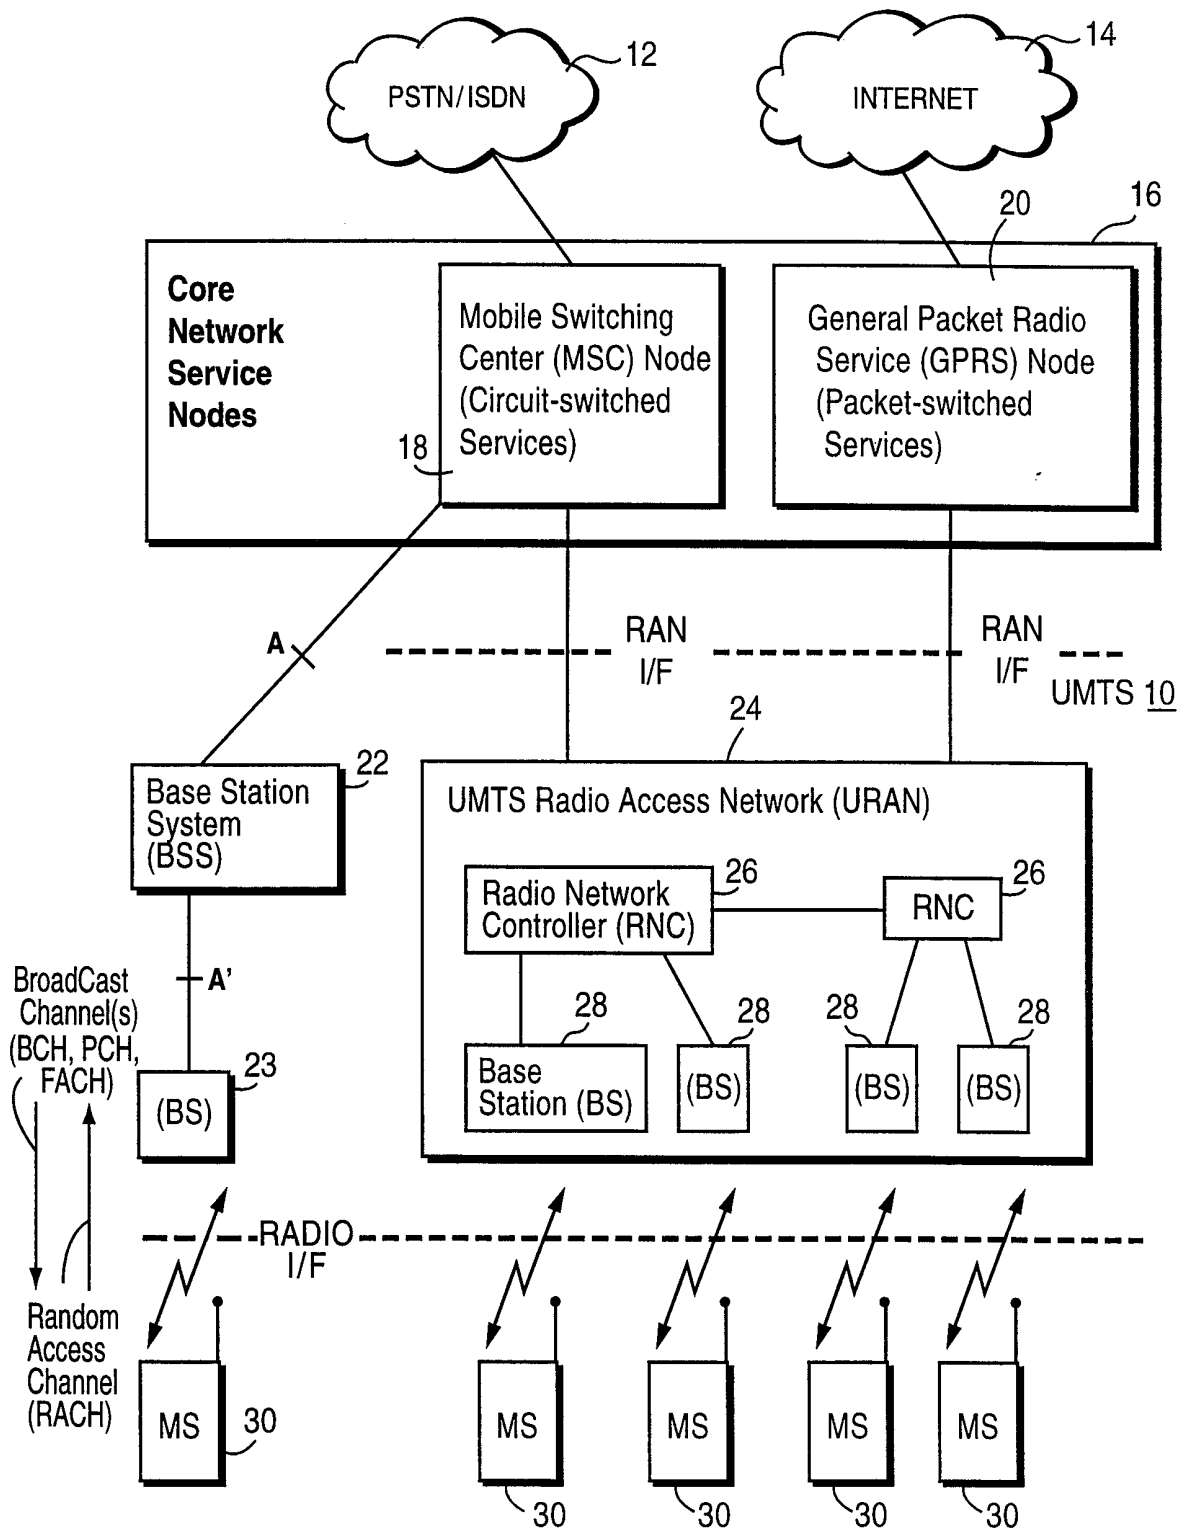 12
14
PSTN/ISDN
INTERNET
20
16
Core
Network
Service
Nodes
Mobile Switching
Center (MSC) Node
(Circuit-switched
Services)
18
General Packet Radio
Service (GPRS) Node
(Packet-switched
Services)
A
RAN
I/F
RAN
I/F
UMTS 10
24
22
Base Station
System
(BSS)
UMTS Radio Access Network (URAN)
Radio Network
Controller (RNC)
26
RNC
26
A'
BroadCast
Channel(s)
(BCH, PCH,
FACH)
23
(BS)
28
Base
Station (BS)
28
(BS)
28
(BS)
28
(BS)
RADIO
I/F
Random
Access
Channel
(RACH)
MS
30
MS
30
MS
30
MS
30
MS
30